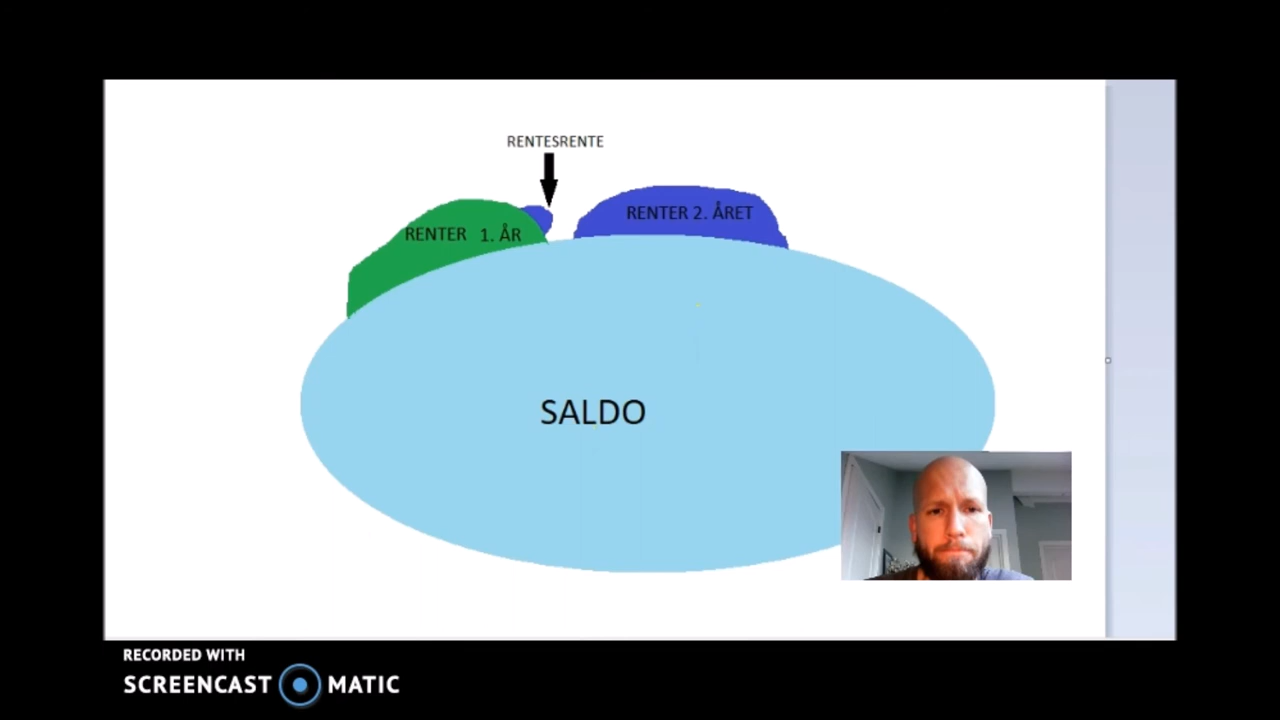 RENTESRENTE
RENTER 1. ÅR
RENTER 2. ÅRET
SALDO
RECORDED WITH
SCREENCAST MATIC